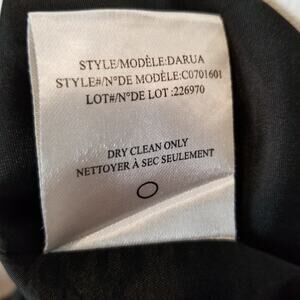 STYLE/MODÈLE:DARUA
STYLE#/N°DE MODÈLE:C0701601
LOT#/N°DE LOT :226970
DRY CLEAN ONLY
NETTOYER À SEC SEULEMENT